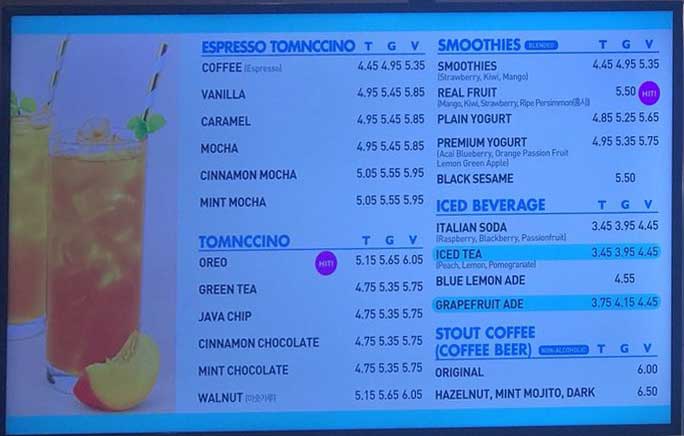 ESPRESSO TOMNCCINO T G V
COFFEE (Espresso) 4.45 4.95 5.35
VANILLA 4.95 5.45 5.85
CARAMEL 4.95 5.45 5.85
MOCHA 4.95 5.45 5.85
CINNAMON MOCHA 5.05 5.55 5.95
MINT MOCHA 5.05 5.55 5.95
TOMNCCINO T G V
OREO HIT! 5.15 5.65 6.05
GREEN TEA 4.75 5.35 5.75
JAVA CHIP 4.75 5.35 5.75
CINNAMON CHOCOLATE 4.75 5.35 5.75
MINT CHOCOLATE 4.75 5.35 5.75
WALNUT (미숫가루) 5.15 5.65 6.05
SMOOTHIES BLENDED T G V
SMOOTHIES 4.45 4.95 5.35
(Strawberry, Kiwi, Mango)
REAL FRUIT 5.50 HIT!
(Mango, Kiwi, Strawberry, Ripe Persimmon(홍시))
PLAIN YOGURT 4.85 5.25 5.65
PREMIUM YOGURT 4.95 5.35 5.75
(Acai Blueberry, Orange Passion Fruit
Lemon Green Apple)
BLACK SESAME 5.50
ICED BEVERAGE T G V
ITALIAN SODA 3.45 3.95 4.45
(Raspberry, Blackberry, Passionfruit)
ICED TEA 3.45 3.95 4.45
(Peach, Lemon, Pomegranate)
BLUE LEMON ADE 4.55
GRAPEFRUIT ADE 3.75 4.15 4.45
STOUT COFFEE
(COFFEE BEER) NON-ALCOHOLIC T G V
ORIGINAL 6.00
HAZELNUT, MINT MOJITO, DARK 6.50